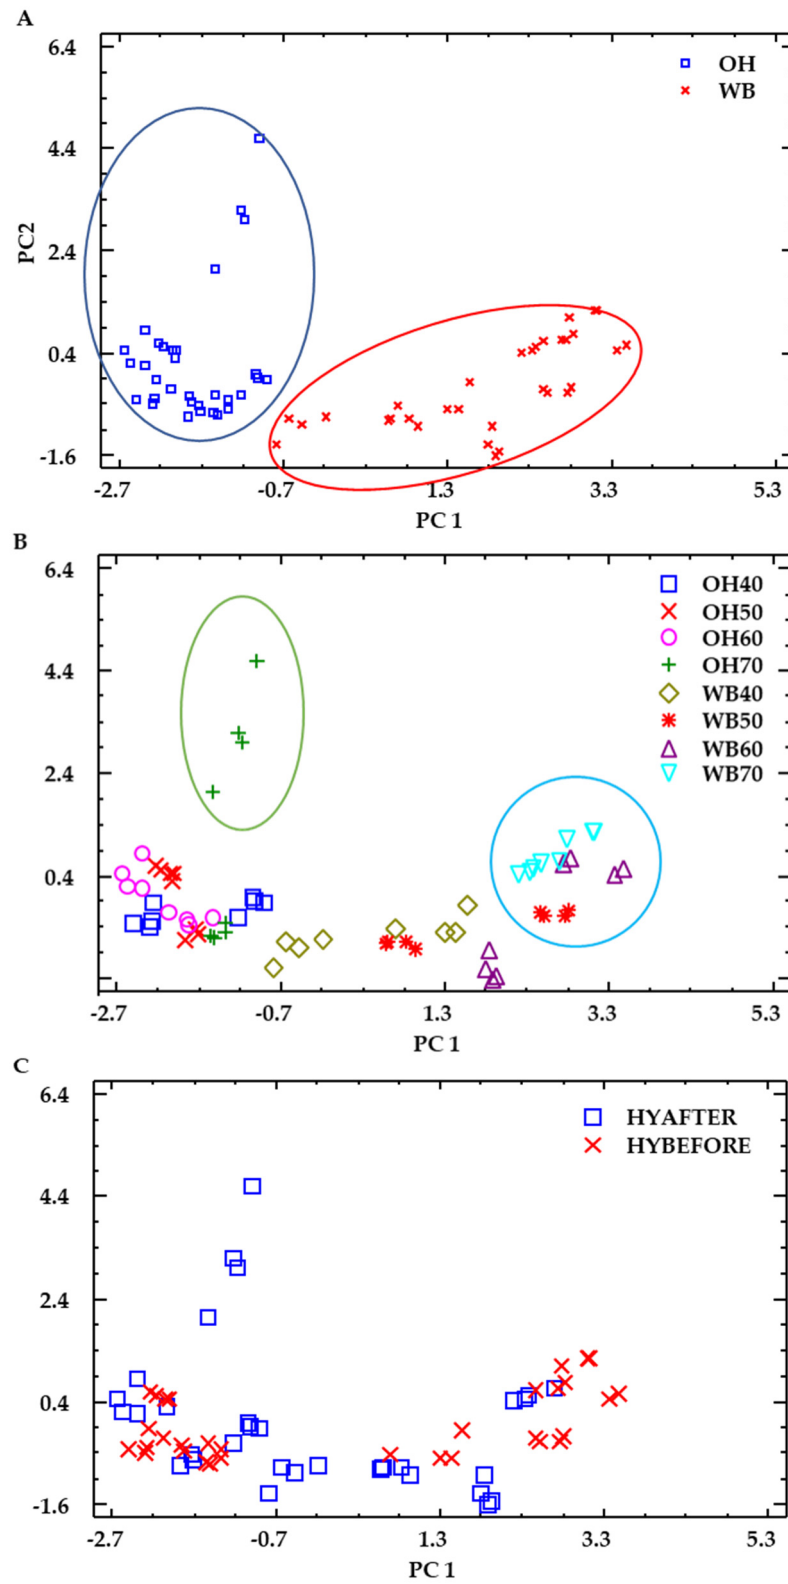 A
6.4
OH
WB
4.4
PC2
2.4
0.4
-1.6
-2.7 -0.7 1.3 3.3 5.3
PC 1
B
6.4
OH40
OH50
OH60
OH70
WB40
WB50
WB60
WB70
4.4
2.4
0.4
-2.7 -0.7 1.3 3.3 5.3
PC 1
C
6.4
HYAFTER
HYBEFORE
4.4
2.4
0.4
-1.6
-2.7 -0.7 1.3 3.3 5.3
PC 1